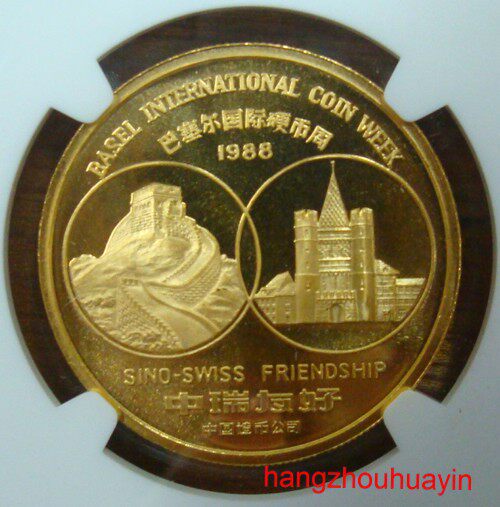 BASEL INTERNATIONAL COIN WEEK
巴塞尔国际硬币周
1988
SINO-SWISS FRIENDSHIP
中瑞友好
中国钱币公司
hangzhouhuayin